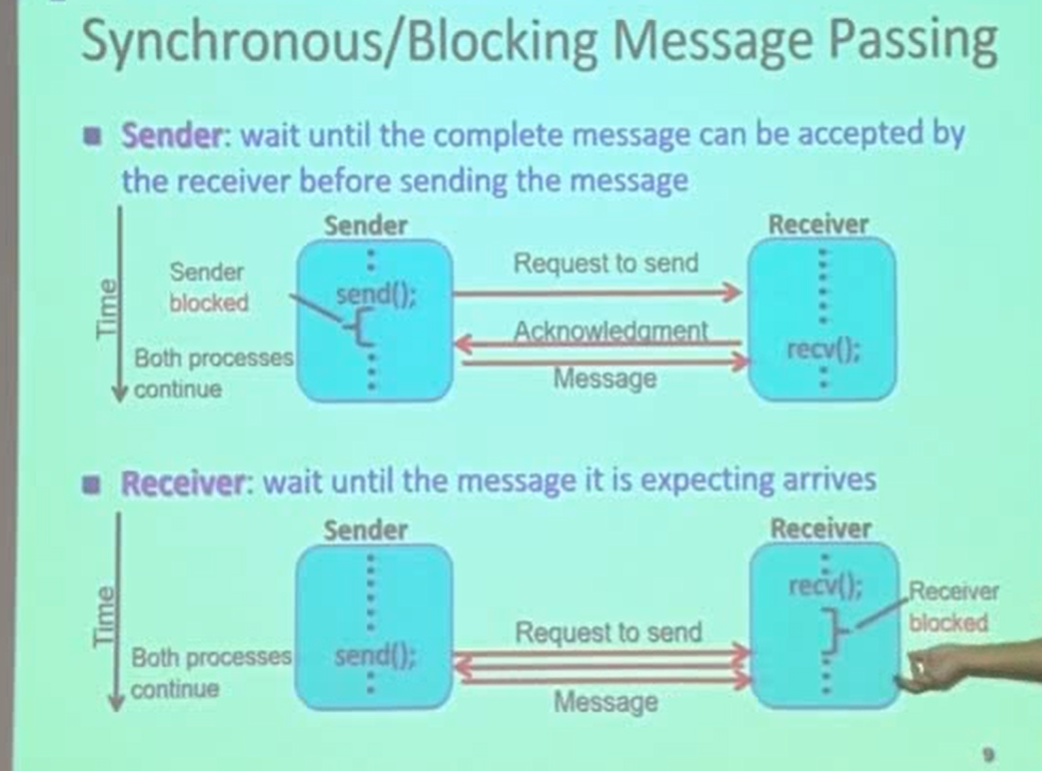 Synchronous/Blocking Message Passing
Sender: wait until the complete message can be accepted by
the receiver before sending the message
Sender
Receiver
Time
Sender
blocked
send();
Request to send
Acknowledgment
recv();
Message
Both processes
continue
Receiver: wait until the message it is expecting arrives
Sender
Receiver
Time
recv();
Receiver
blocked
Request to send
Both processes
continue
send();
Message
9